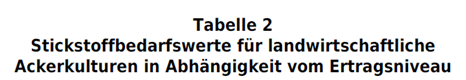 Tabelle 2
Stickstoffbedarfswerte für landwirtschaftliche
Ackerkulturen in Abhängigkeit vom Ertragsniveau